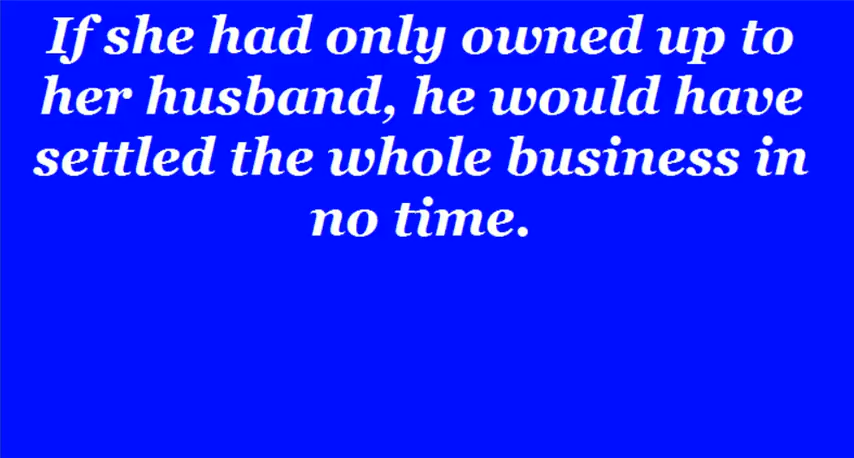 If she had only owned up to
her husband, he would have
settled the whole business in
no time.